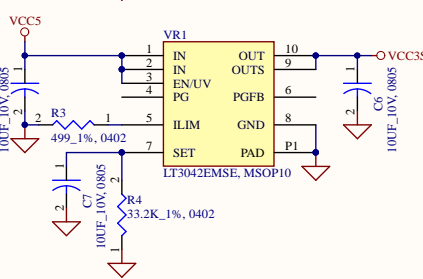 VCC5
VR1
1 IN OUT 10
2 IN OUTS 9
3 EN/UV
4 PG PGFB 6
5 ILIM GND 8
7 SET PAD P1
LT3042EMSE, MSOP10
VCC3S
1
2
10UF_10V, 0805
R3
2 1
499_1%, 0402
1
2
C7
10UF_10V, 0805
2
R4
33.2K_1%, 0402
1
1
2
C6
10UF_10V, 0805